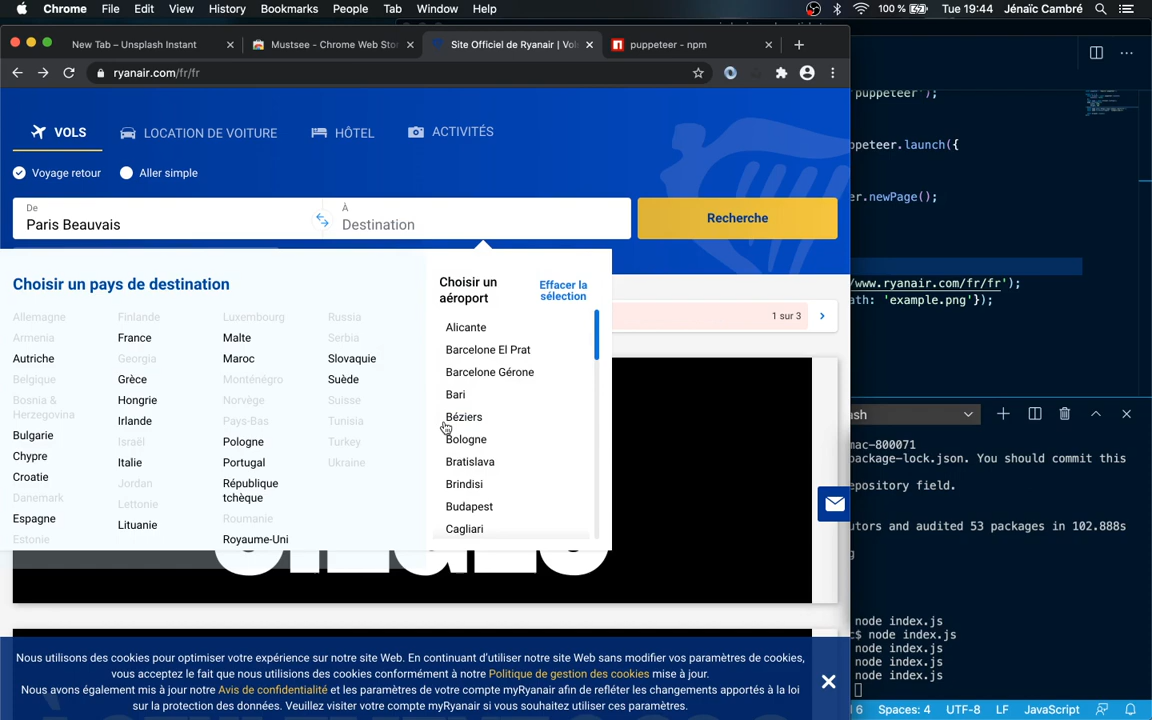 Chrome File Edit View History Bookmarks People Tab Window Help 100 % Tue 19:44 Jénaïc Cambré
New Tab – Unsplash Instant
Mustsee - Chrome Web Sto
Site Officiel de Ryanair | Vol
puppeteer - npm
ryanair.com/fr/fr
VOLS
LOCATION DE VOITURE
HÔTEL
ACTIVITÉS
Voyage retour
Aller simple
De
Paris Beauvais
À
Destination
Recherche
Choisir un pays de destination
Allemagne
Armenia
Autriche
Belgique
Bosnia &
Herzegovina
Bulgarie
Chypre
Croatie
Danemark
Espagne
Estonie
Finlande
France
Georgia
Grèce
Hongrie
Irlande
Israël
Italie
Jordan
Lettonie
Lituanie
Luxembourg
Malte
Maroc
Monténégro
Norvège
Pays-Bas
Pologne
Portugal
République
tchèque
Roumanie
Royaume-Uni
Russia
Serbia
Slovaquie
Suède
Suisse
Tunisia
Turkey
Ukraine
Choisir un
aéroport
Effacer la
sélection
Alicante
Barcelone El Prat
Barcelone Gérone
Bari
Béziers
Bologne
Bratislava
Brindisi
Budapest
Cagliari
1 sur 3
Nous utilisons des cookies pour optimiser votre expérience sur notre site Web. En continuant d'utiliser notre site Web sans modifier vos paramètres de cookies,
vous acceptez le fait que nous utilisions des cookies conformément à notre Politique de gestion des cookies mise à jour.
Nous avons également mis à jour notre Avis de confidentialité et les paramètres de votre compte myRyanair afin de refléter les changements apportés à la loi
sur la protection des données. Veuillez visiter votre compte myRyanair si vous souhaitez utiliser ces paramètres.
puppeteer');
ppeteer.launch({
er.newPage();
/www.ryanair.com/fr/fr');
ath: 'example.png'});
ash
mac-800071
ackage-lock.json. You should commit this
epository field.
utors and audited 53 packages in 102.888s
g
node index.js
c$ node index.js
node index.js
node index.js
node index.js
l 6 Spaces: 4 UTF-8 LF JavaScript